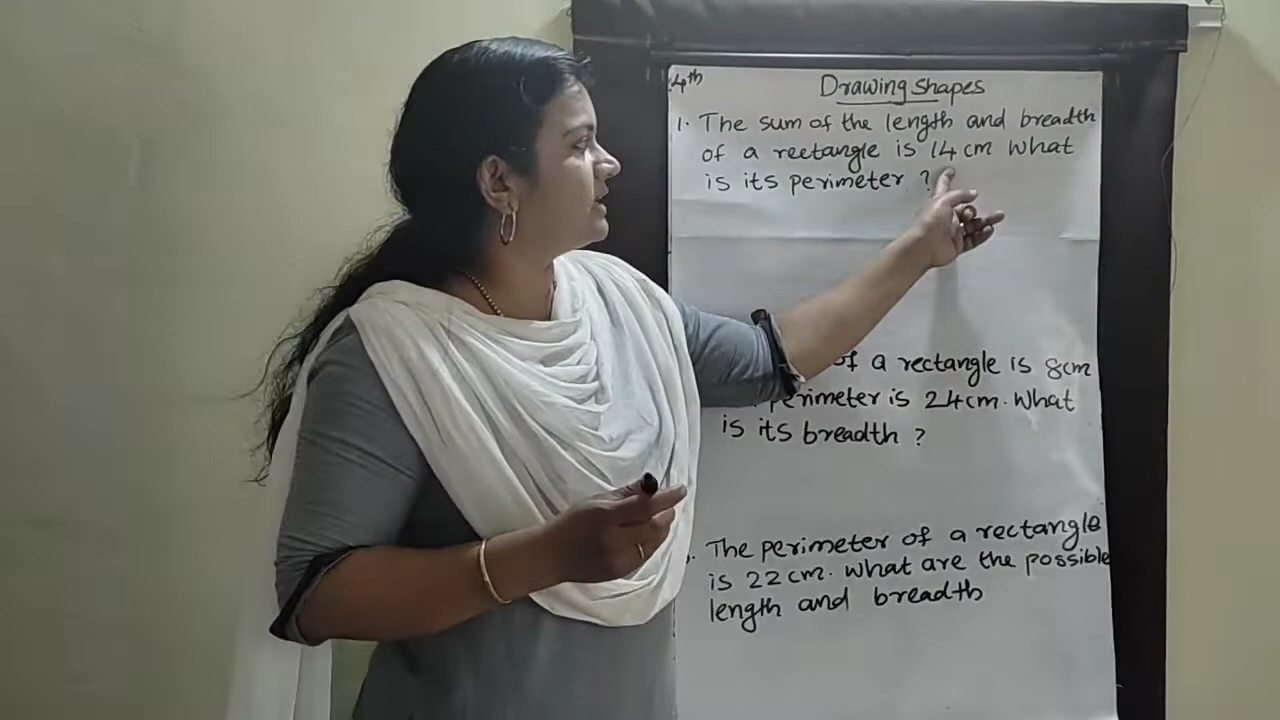 4th
Drawing shapes
1. The sum of the length and breadth
of a rectangle is 14 cm What
is its perimeter ?
of a rectangle is 8cm
perimeter is 24cm. What
is its breadth ?
The perimeter of a rectangle
is 22 cm. What are the possible
length and breadth